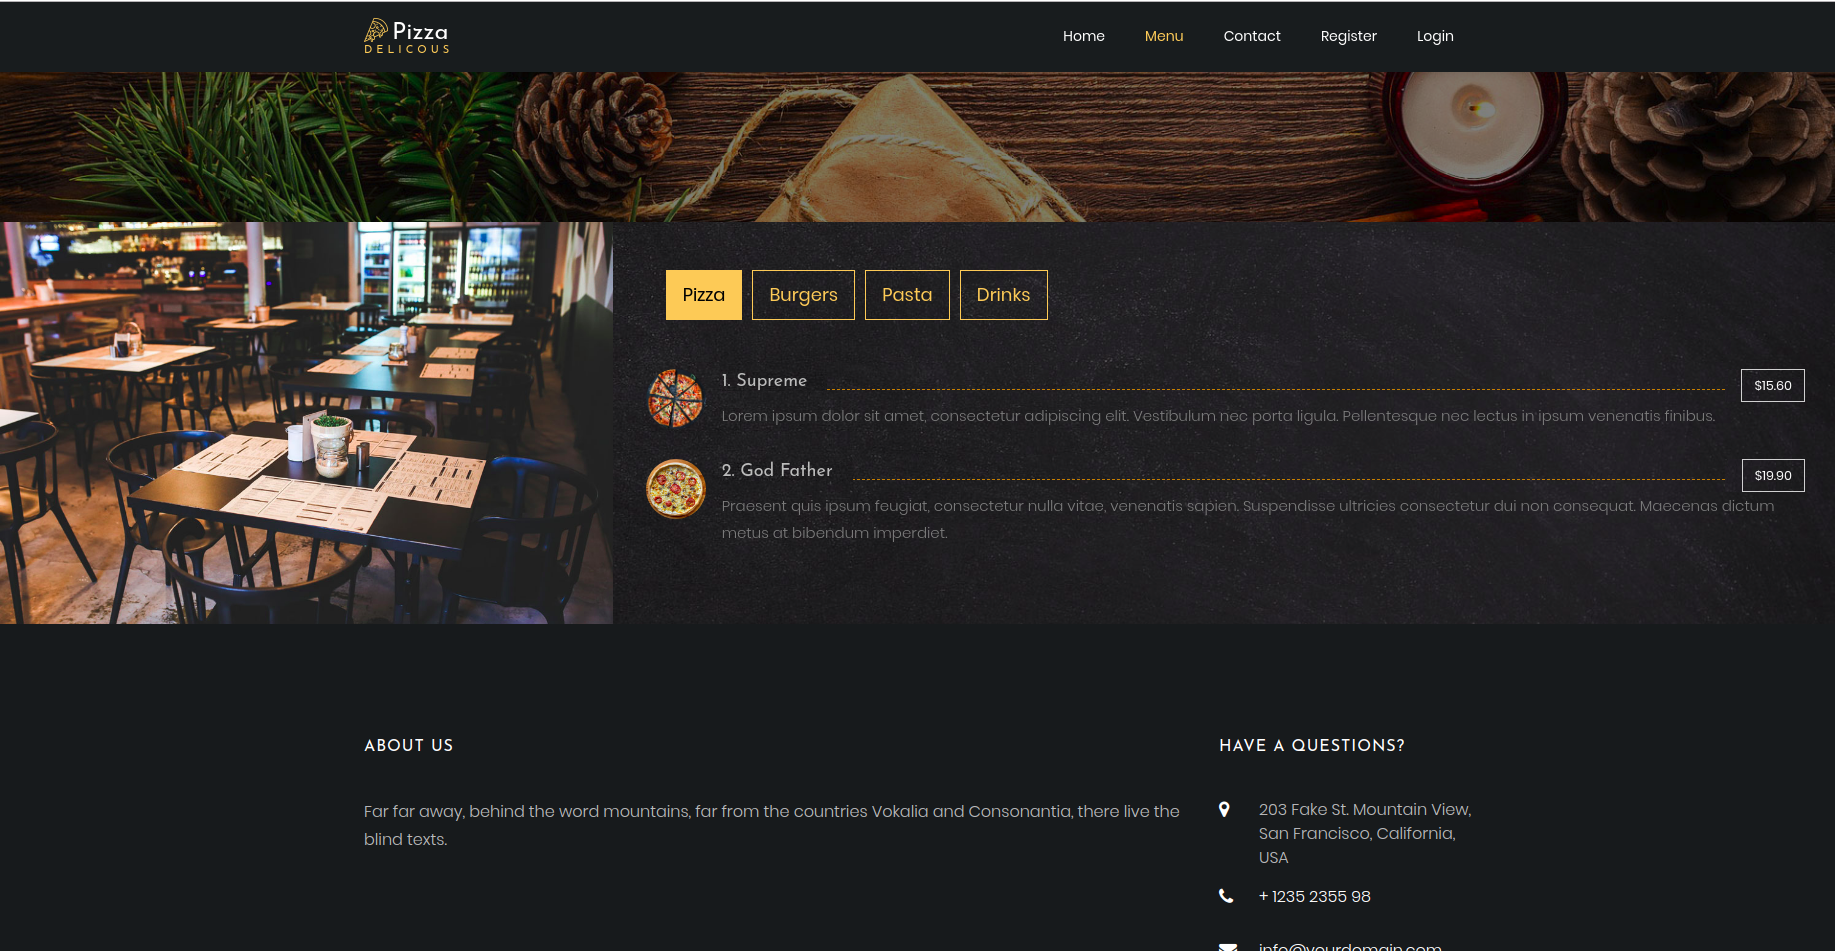 Pizza
DELICOUS
Home Menu Contact Register Login
Pizza Burgers Pasta Drinks
1. Supreme $15.60
Lorem ipsum dolor sit amet, consectetur adipiscing elit. Vestibulum nec porta ligula. Pellentesque nec lectus in ipsum venenatis finibus.
2. God Father $19.90
Praesent quis ipsum feugiat, consectetur nulla vitae, venenatis sapien. Suspendisse ultricies consectetur dui non consequat. Maecenas dictum
metus at bibendum imperdiet.
ABOUT US
Far far away, behind the word mountains, far from the countries Vokalia and Consonantia, there live the
blind texts.
HAVE A QUESTIONS?
203 Fake St. Mountain View,
San Francisco, California,
USA
+ 1235 2355 98
info@yourdomain.com